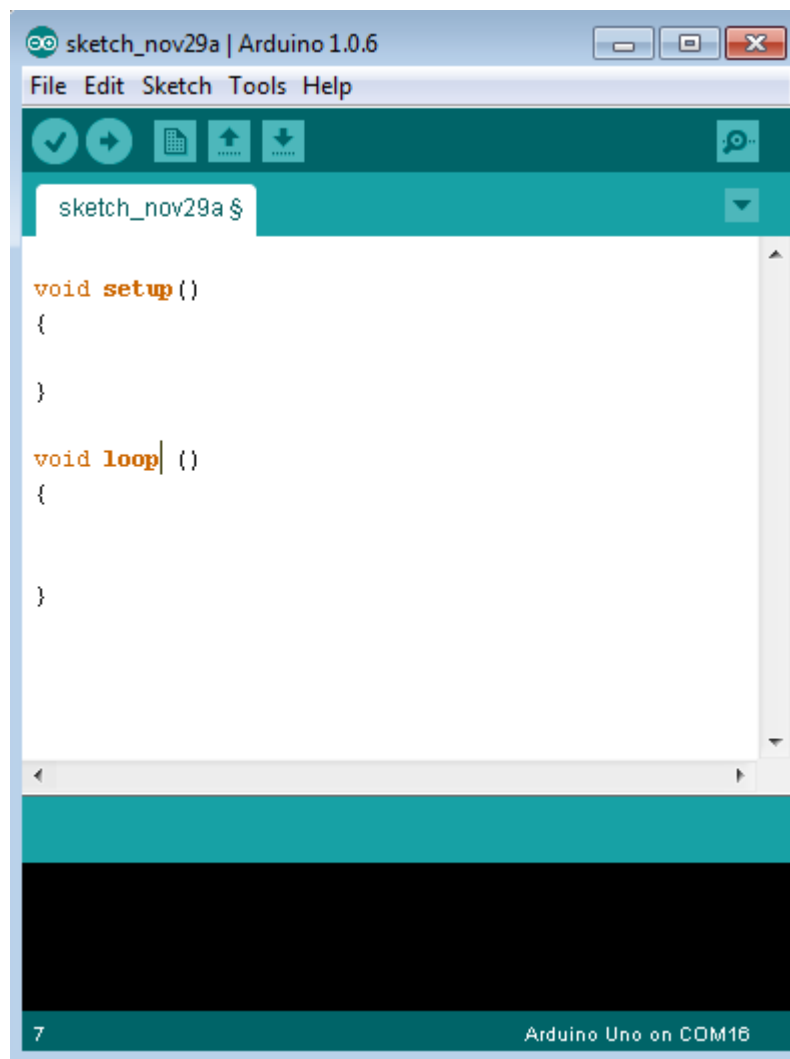 sketch_nov29a | Arduino 1.0.6
File Edit Sketch Tools Help
sketch_nov29a §
void setup()
{
}
void loop ()
{
}
7 Arduino Uno on COM16